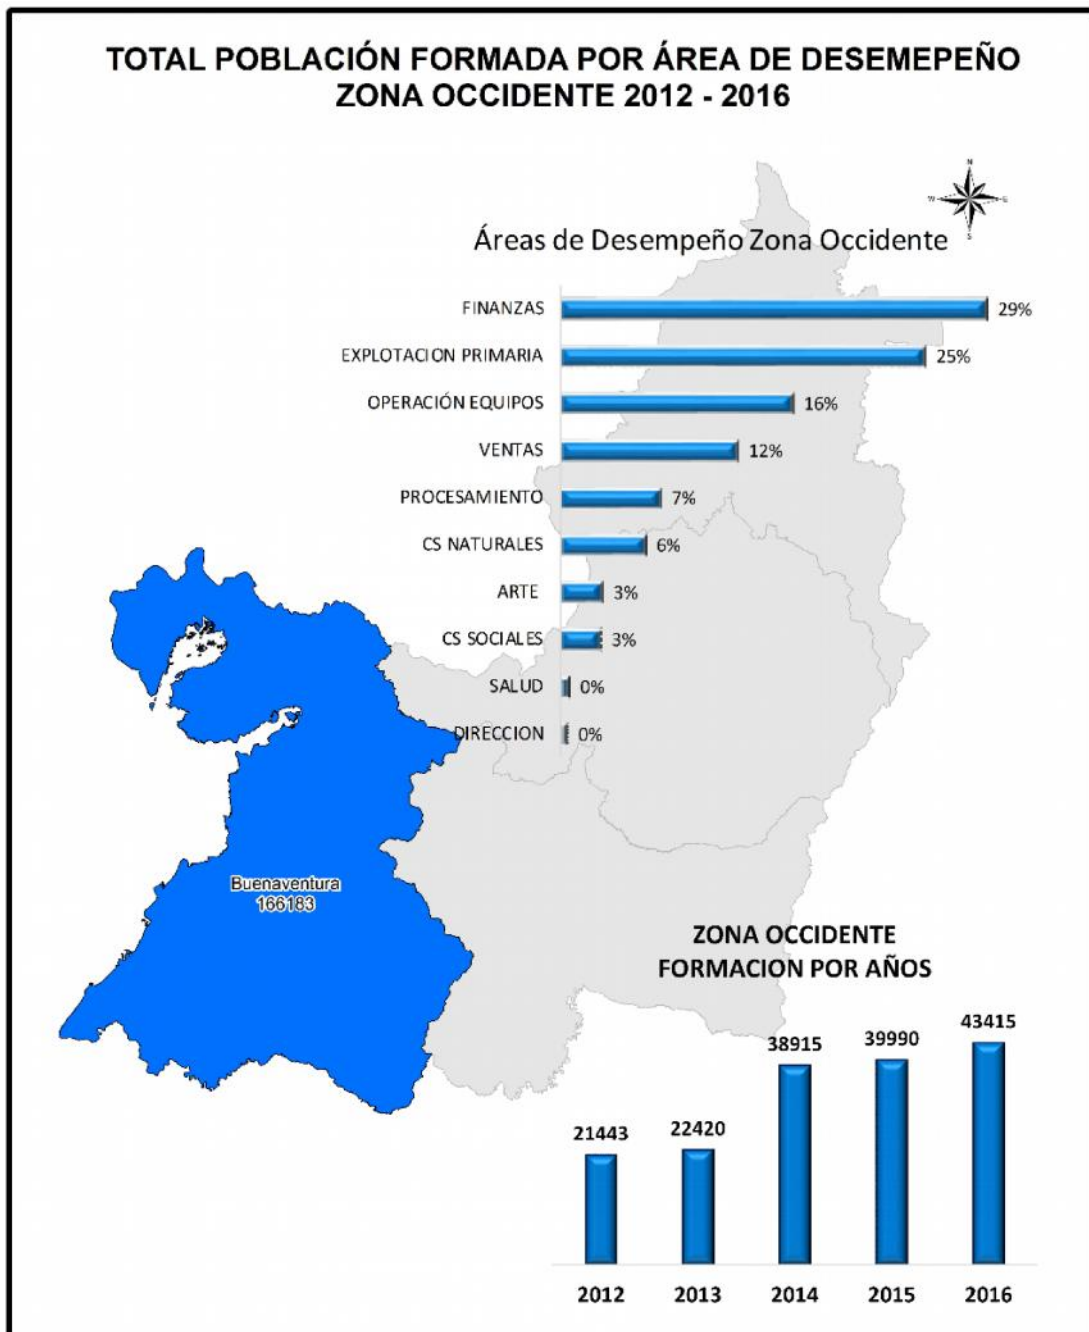 TOTAL POBLACIÓN FORMADA POR ÁREA DE DESEMEPEÑO
ZONA OCCIDENTE 2012 - 2016
N
W E
S
Áreas de Desempeño Zona Occidente
FINANZAS 29%
EXPLOTACION PRIMARIA 25%
OPERACIÓN EQUIPOS 16%
VENTAS 12%
PROCESAMIENTO 7%
CS NATURALES 6%
ARTE 3%
CS SOCIALES 3%
SALUD 0%
DIRECCION 0%
Buenaventura
166183
ZONA OCCIDENTE
FORMACION POR AÑOS
21443 22420 38915 39990 43415
2012 2013 2014 2015 2016